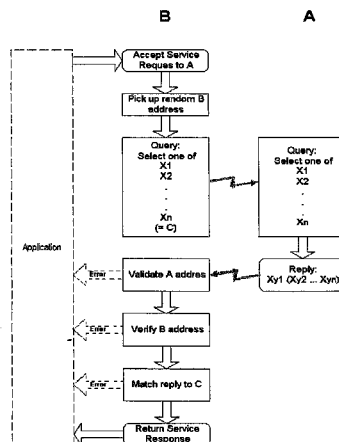 B
A
Accept Service
Reques to A
Pick up random B
address
Query:
Select one of
X1
X2
.
.
.
Xn
(= C)
Query:
Select one of
X1
X2
.
.
.
Xn
Application
Error
Validate A addres
Reply:
Xy1 (Xy2 ... Xyn)
Error
Verify B address
Error
Match reply to C
Return Service
Response